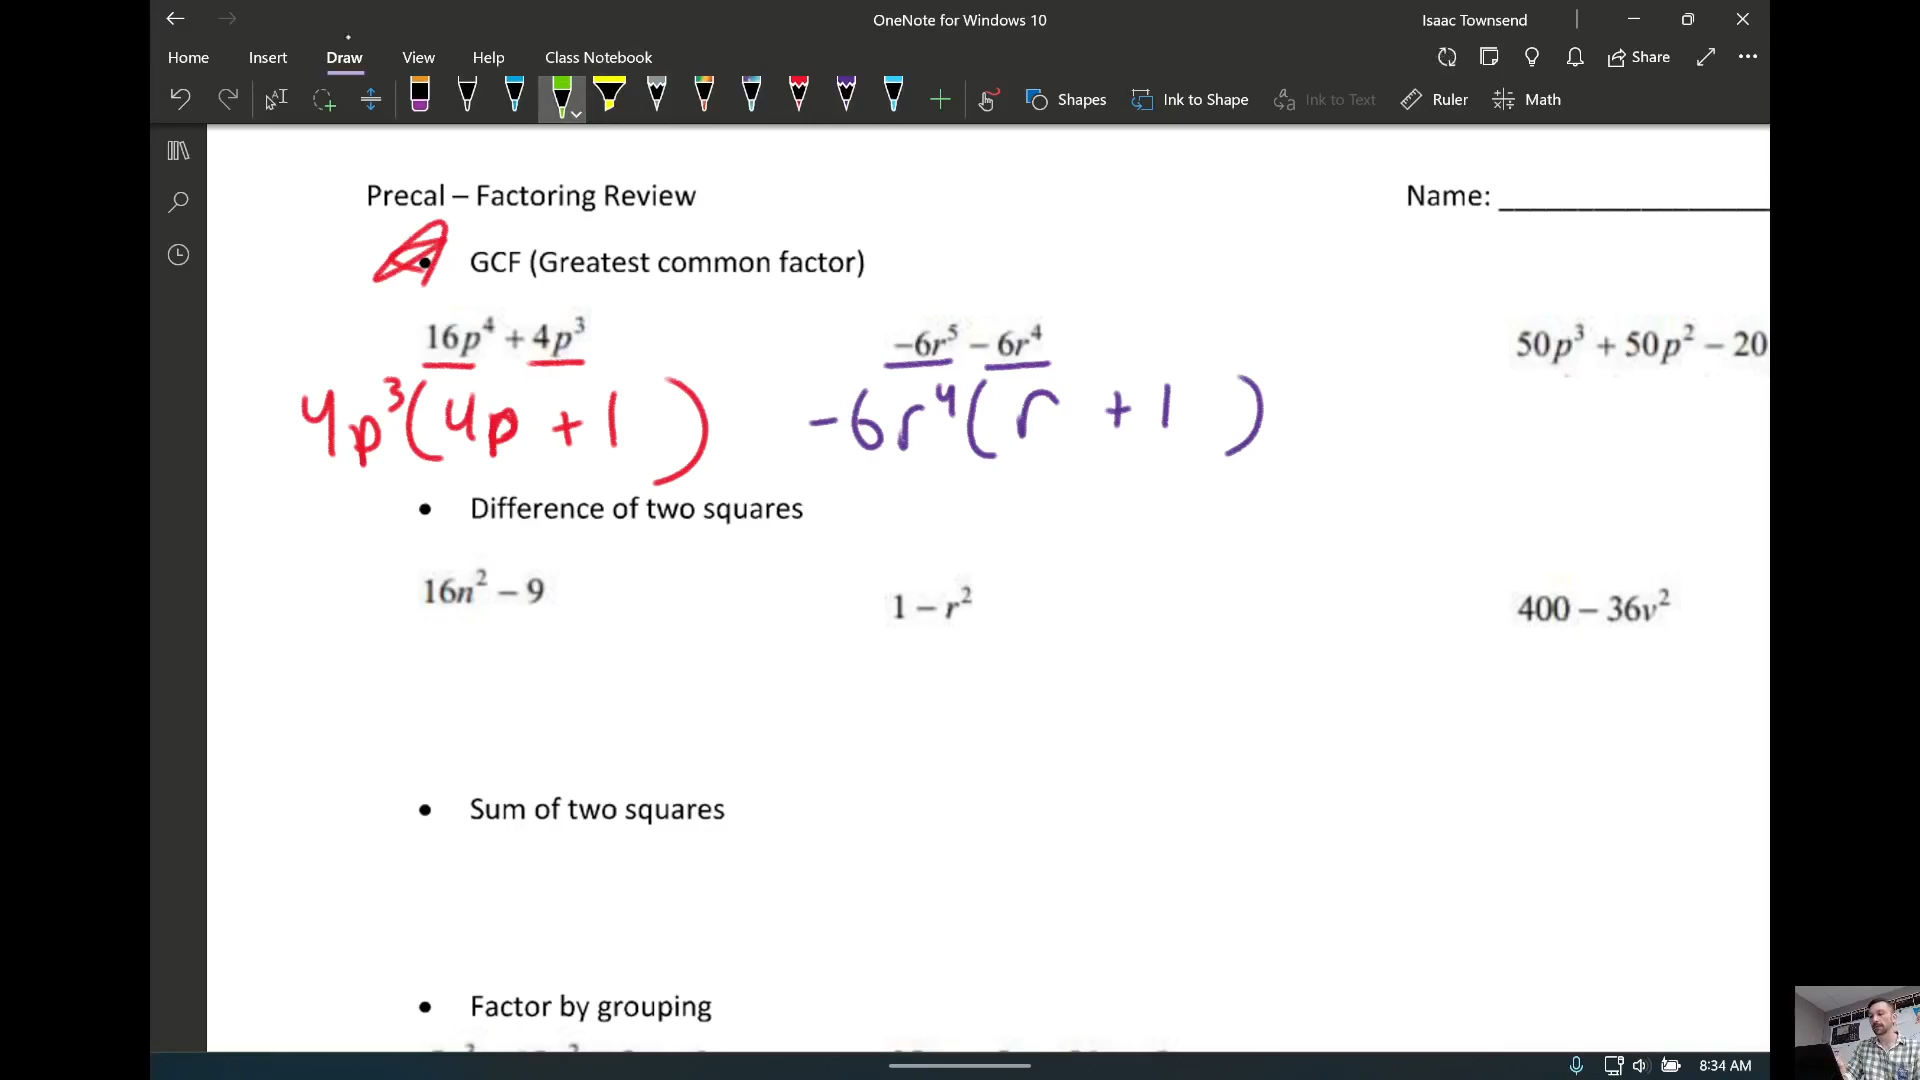 OneNote for Windows 10
Isaac Townsend
Home Insert Draw View Help Class Notebook
Share
Shapes Ink to Shape Ink to Text Ruler Math
Precal – Factoring Review
Name: ________________
• GCF (Greatest common factor)
16p⁴ + 4p³
−6r⁵ − 6r⁴
50p³ + 50p² − 20
4p³(4p + 1)
-6r⁴(r + 1)
• Difference of two squares
16n² − 9
1 − r²
400 − 36v²
• Sum of two squares
• Factor by grouping
8:34 AM